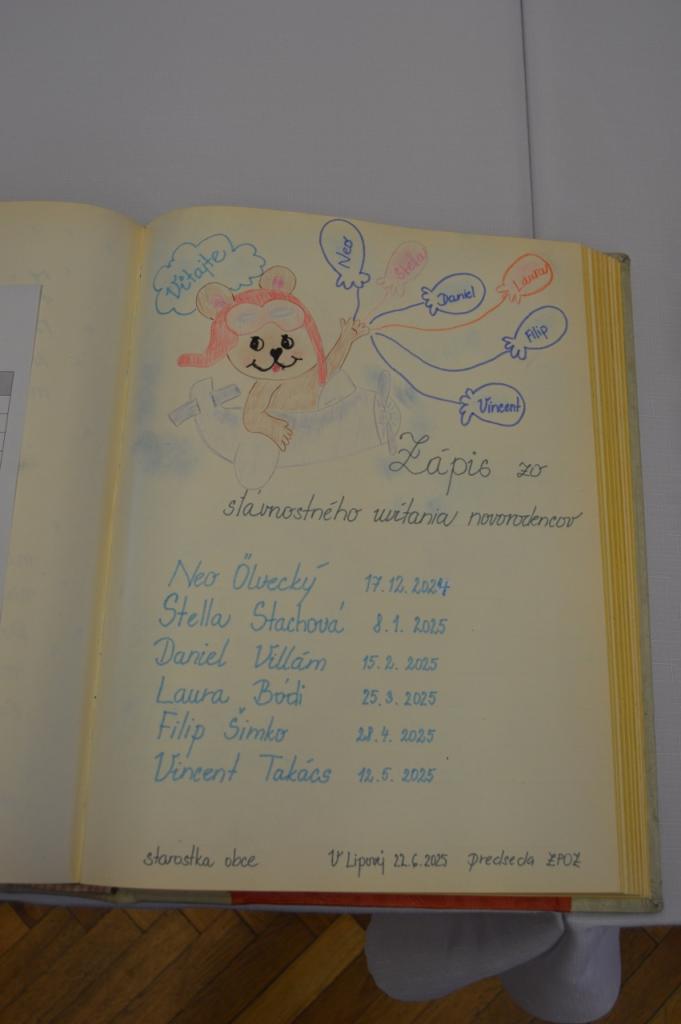 Vitajte
Neo
Stella
Daniel
Laura
Filip
Vincent
Zápis zo
slávnostného uvítania novorodencov
Neo Ölvecký 17.12.2024
Stella Stachová 8.1.2025
Daniel Villám 15.2.2025
Laura Bódi 25.3.2025
Filip Šimko 28.4.2025
Vincent Takács 12.5.2025
starostka obce V Lipovej 22.6.2025 predseda ZPOZ